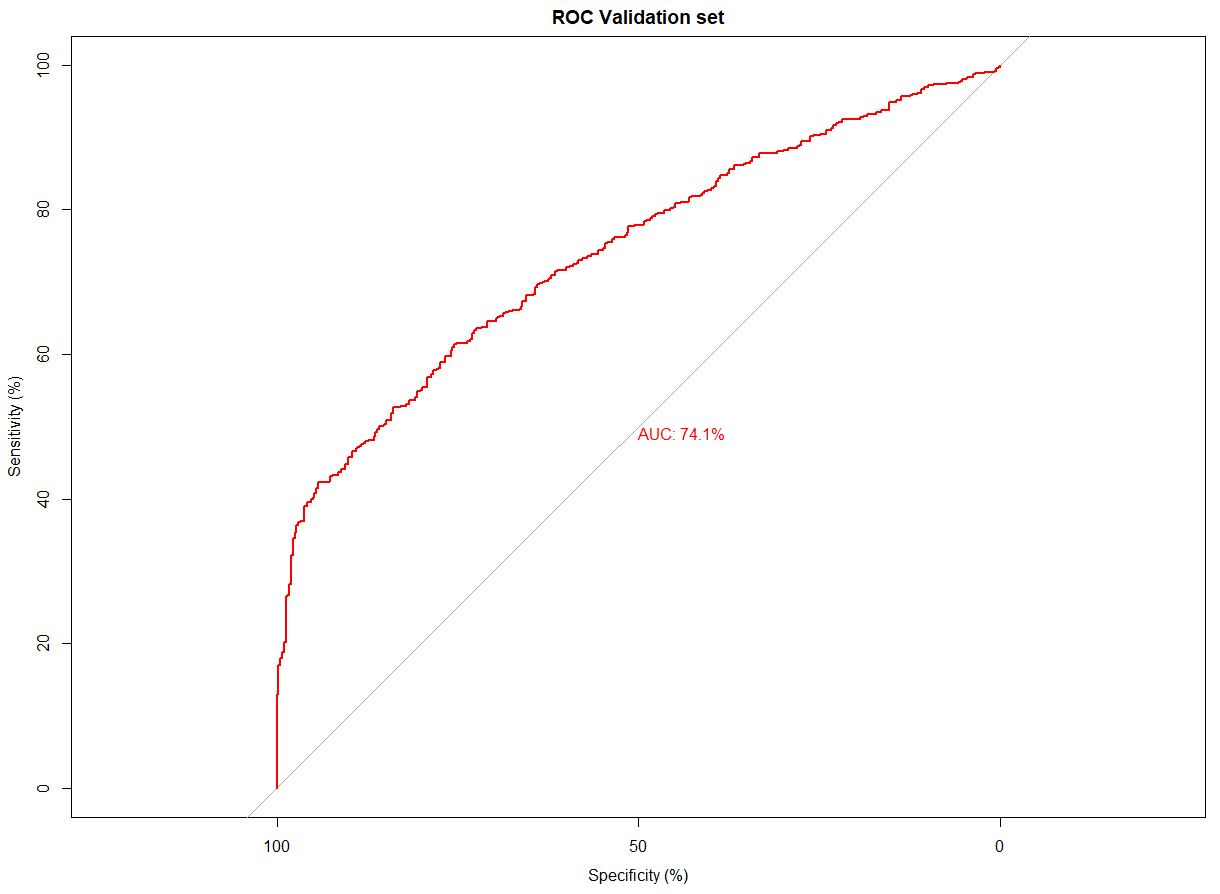 ROC Validation set
Sensitivity (%)
100
80
60
40
20
0
AUC: 74.1%
100
50
0
Specificity (%)